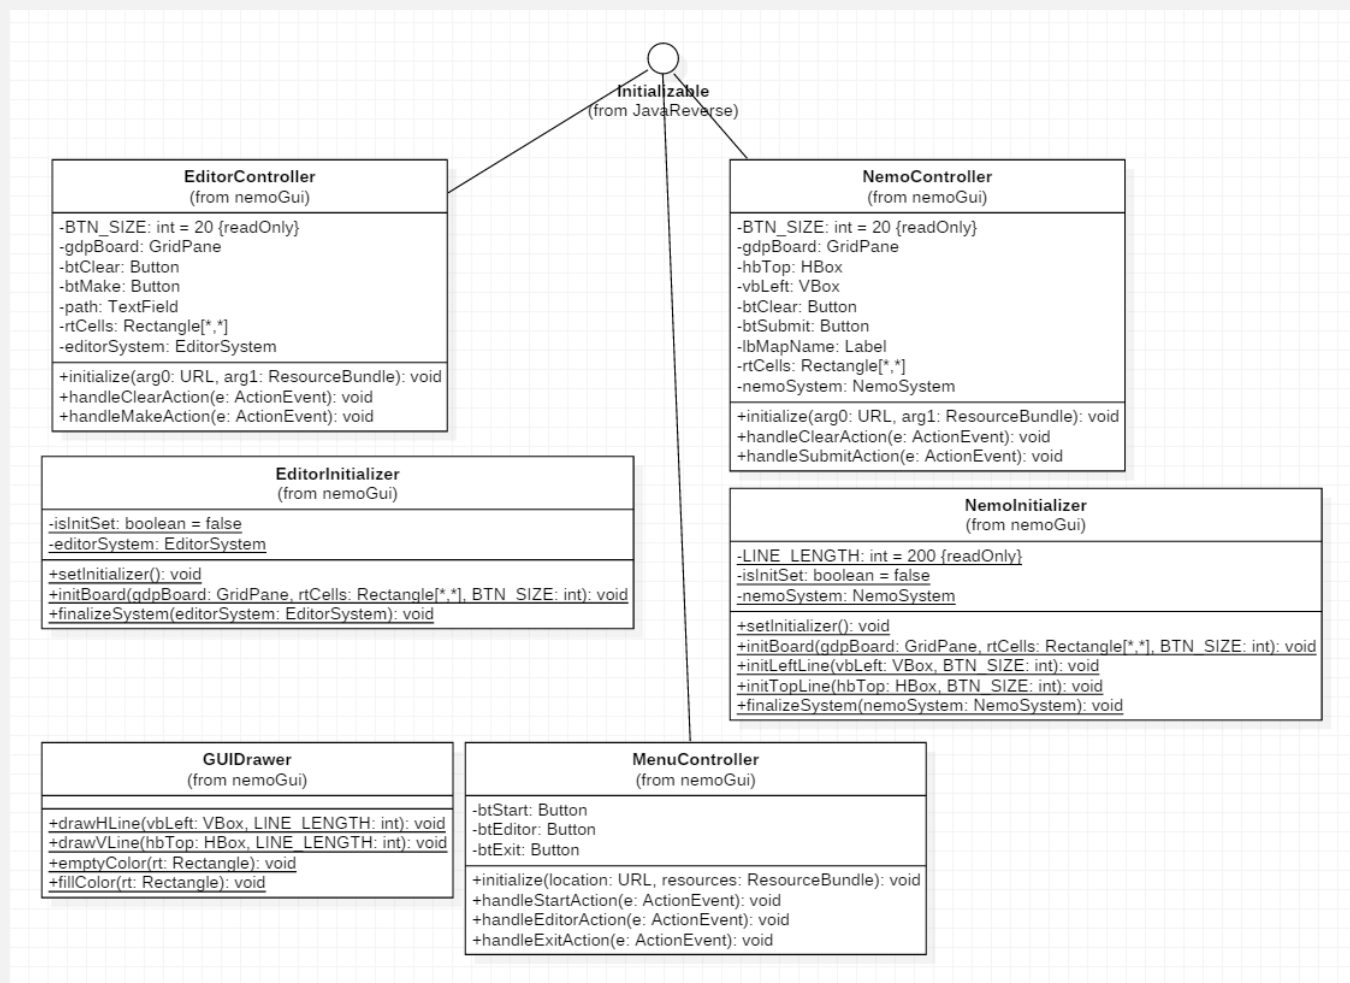 Initializable
(from JavaReverse)
EditorController
(from nemoGui)
-BTN_SIZE: int = 20 {readOnly}
-gdpBoard: GridPane
-btClear: Button
-btMake: Button
-path: TextField
-rtCells: Rectangle[*,*]
-editorSystem: EditorSystem
+initialize(arg0: URL, arg1: ResourceBundle): void
+handleClearAction(e: ActionEvent): void
+handleMakeAction(e: ActionEvent): void
NemoController
(from nemoGui)
-BTN_SIZE: int = 20 {readOnly}
-gdpBoard: GridPane
-hbTop: HBox
-vbLeft: VBox
-btClear: Button
-btSubmit: Button
-lbMapName: Label
-rtCells: Rectangle[*,*]
-nemoSystem: NemoSystem
+initialize(arg0: URL, arg1: ResourceBundle): void
+handleClearAction(e: ActionEvent): void
+handleSubmitAction(e: ActionEvent): void
EditorInitializer
(from nemoGui)
-isInitSet: boolean = false
-editorSystem: EditorSystem
+setInitializer(): void
+initBoard(gdpBoard: GridPane, rtCells: Rectangle[*,*], BTN_SIZE: int): void
+finalizeSystem(editorSystem: EditorSystem): void
NemoInitializer
(from nemoGui)
-LINE_LENGTH: int = 200 {readOnly}
-isInitSet: boolean = false
-nemoSystem: NemoSystem
+setInitializer(): void
+initBoard(gdpBoard: GridPane, rtCells: Rectangle[*,*], BTN_SIZE: int): void
+initLeftLine(vbLeft: VBox, BTN_SIZE: int): void
+initTopLine(hbTop: HBox, BTN_SIZE: int): void
+finalizeSystem(nemoSystem: NemoSystem): void
GUIDrawer
(from nemoGui)
+drawHLine(vbLeft: VBox, LINE_LENGTH: int): void
+drawVLine(hbTop: HBox, LINE_LENGTH: int): void
+emptyColor(rt: Rectangle): void
+fillColor(rt: Rectangle): void
MenuController
(from nemoGui)
-btStart: Button
-btEditor: Button
-btExit: Button
+initialize(location: URL, resources: ResourceBundle): void
+handleStartAction(e: ActionEvent): void
+handleEditorAction(e: ActionEvent): void
+handleExitAction(e: ActionEvent): void